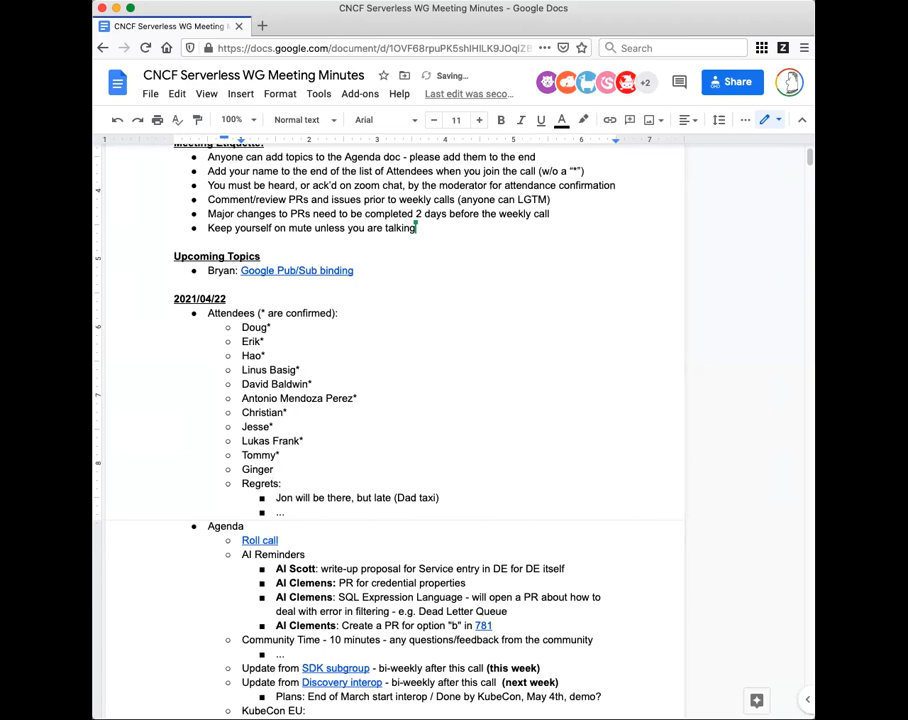 CNCF Serverless WG Meeting Minutes - Google Docs
CNCF Serverless WG Meeting M
https://docs.google.com/document/d/1OVF68rpuPK5shIHILK9JOqlZB
Search
CNCF Serverless WG Meeting Minutes
Saving...
+2
Share
File Edit View Insert Format Tools Add-ons Help Last edit was seco...
100% Normal text Arial 11
1 1 2 3 4 5 6 7
Meeting Etiquette:
Anyone can add topics to the Agenda doc - please add them to the end
Add your name to the end of the list of Attendees when you join the call (w/o a "*")
You must be heard, or ack'd on zoom chat, by the moderator for attendance confirmation
Comment/review PRs and issues prior to weekly calls (anyone can LGTM)
Major changes to PRs need to be completed 2 days before the weekly call
Keep yourself on mute unless you are talking
Upcoming Topics
Bryan: Google Pub/Sub binding
2021/04/22
Attendees (* are confirmed):
Doug*
Erik*
Hao*
Linus Basig*
David Baldwin*
Antonio Mendoza Perez*
Christian*
Jesse*
Lukas Frank*
Tommy*
Ginger
Regrets:
Jon will be there, but late (Dad taxi)
...
Agenda
Roll call
AI Reminders
AI Scott: write-up proposal for Service entry in DE for DE itself
AI Clemens: PR for credential properties
AI Clemens: SQL Expression Language - will open a PR about how to
deal with error in filtering - e.g. Dead Letter Queue
AI Clements: Create a PR for option "b" in 781
Community Time - 10 minutes - any questions/feedback from the community
...
Update from SDK subgroup - bi-weekly after this call (this week)
Update from Discovery interop - bi-weekly after this call (next week)
Plans: End of March start interop / Done by KubeCon, May 4th, demo?
KubeCon EU: